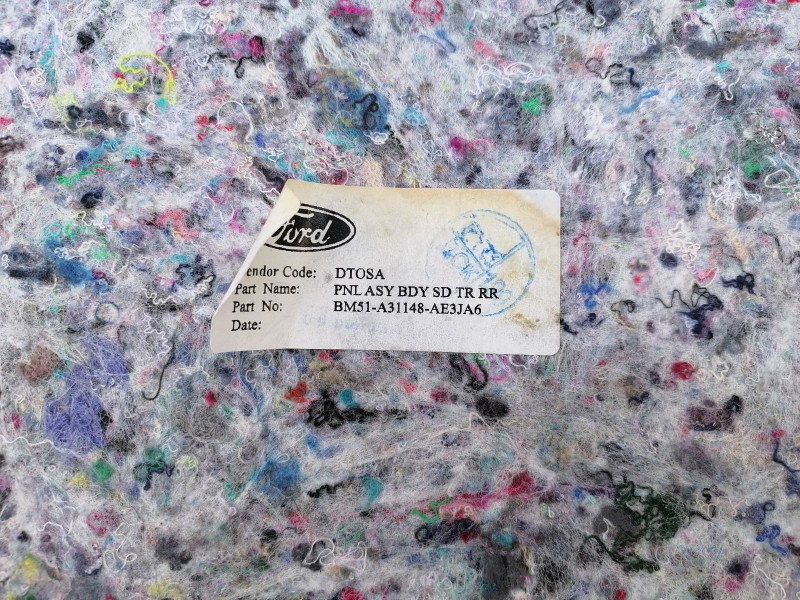 Ford
endor Code: DTOSA
Part Name: PNL ASY BDY SD TR RR
Part No: BM51-A31148-AE3JA6
Date: